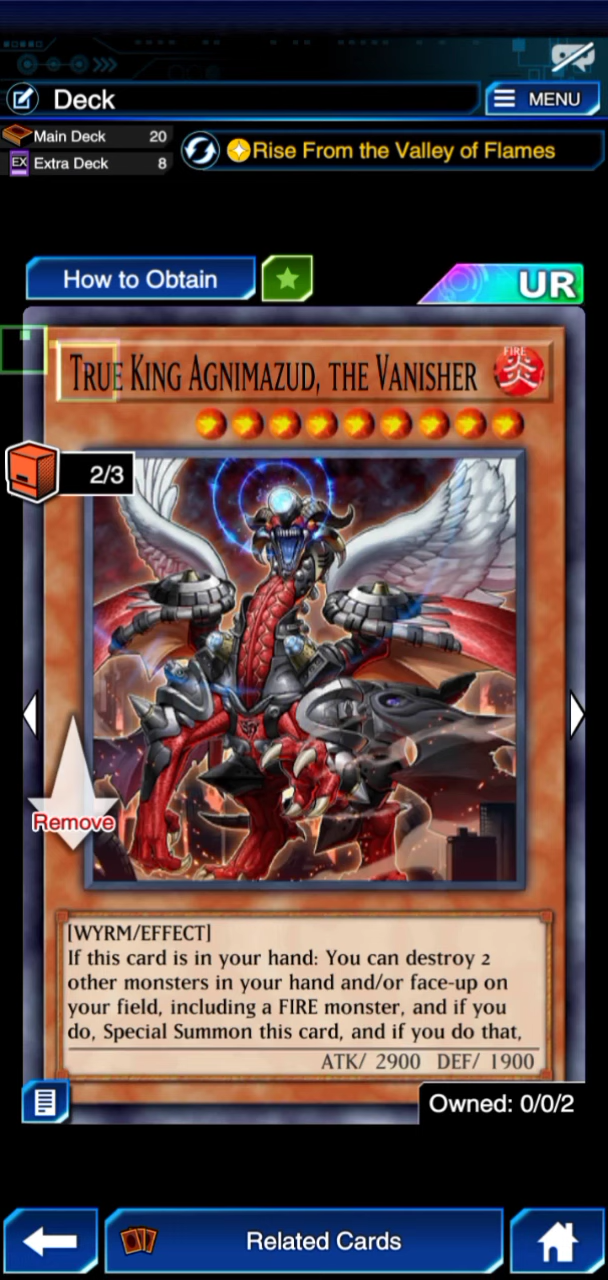 Deck
MENU
Main Deck 20
EX Extra Deck 8
Rise From the Valley of Flames
How to Obtain
UR
TRUE KING AGNIMAZUD, THE VANISHER
FIRE
炎
2/3
Remove
[WYRM/EFFECT]
If this card is in your hand: You can destroy 2
other monsters in your hand and/or face-up on
your field, including a FIRE monster, and if you
do, Special Summon this card, and if you do that,
ATK/ 2900 DEF/ 1900
Owned: 0/0/2
Related Cards